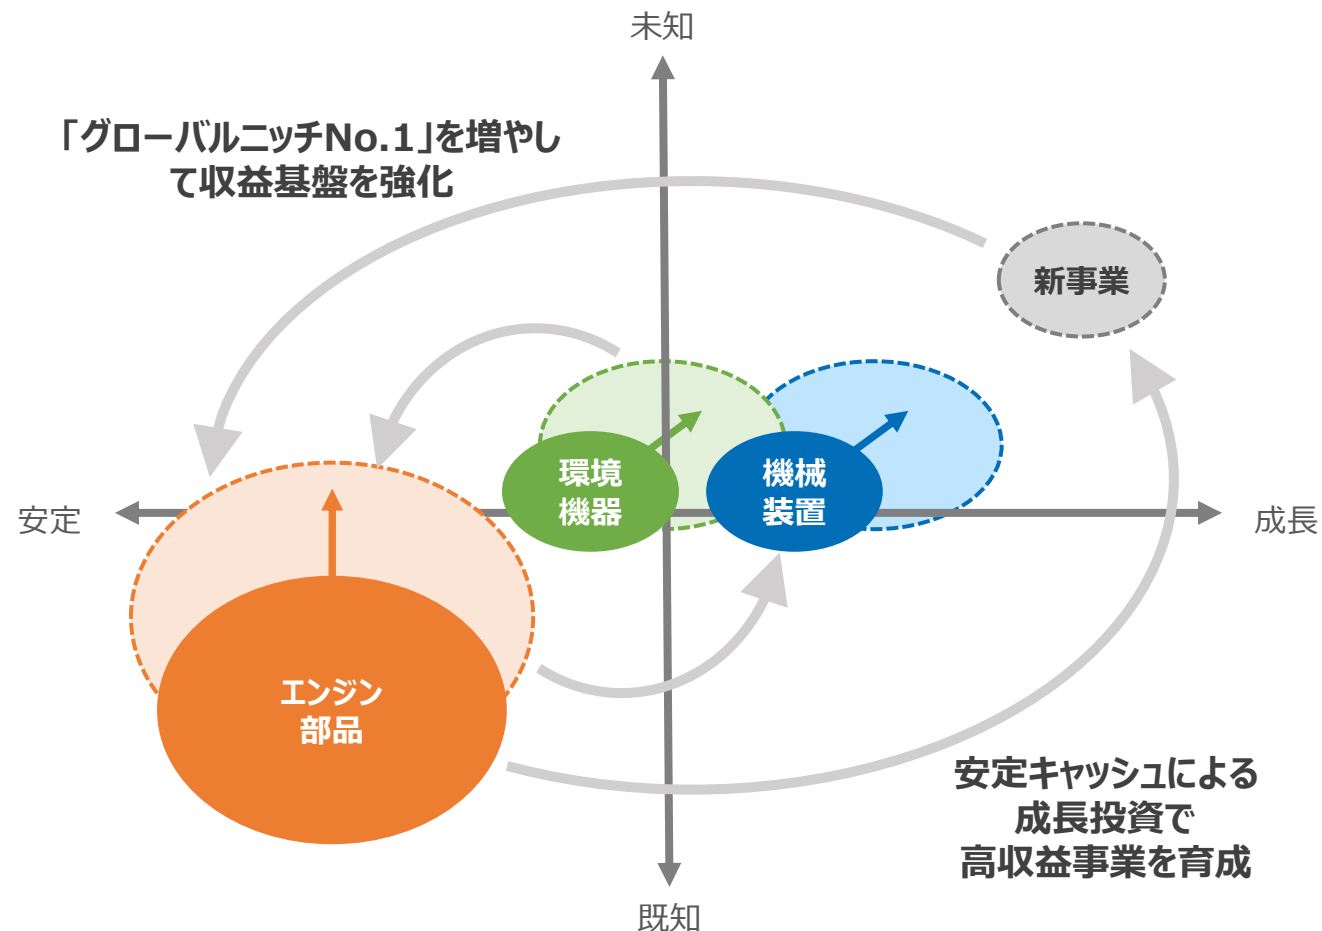 未知
「グローバルニッチNo.1」を増やし
て収益基盤を強化
新事業
環境
機器
機械
装置
安定
成長
エンジン
部品
安定キャッシュによる
成長投資で
高収益事業を育成
既知